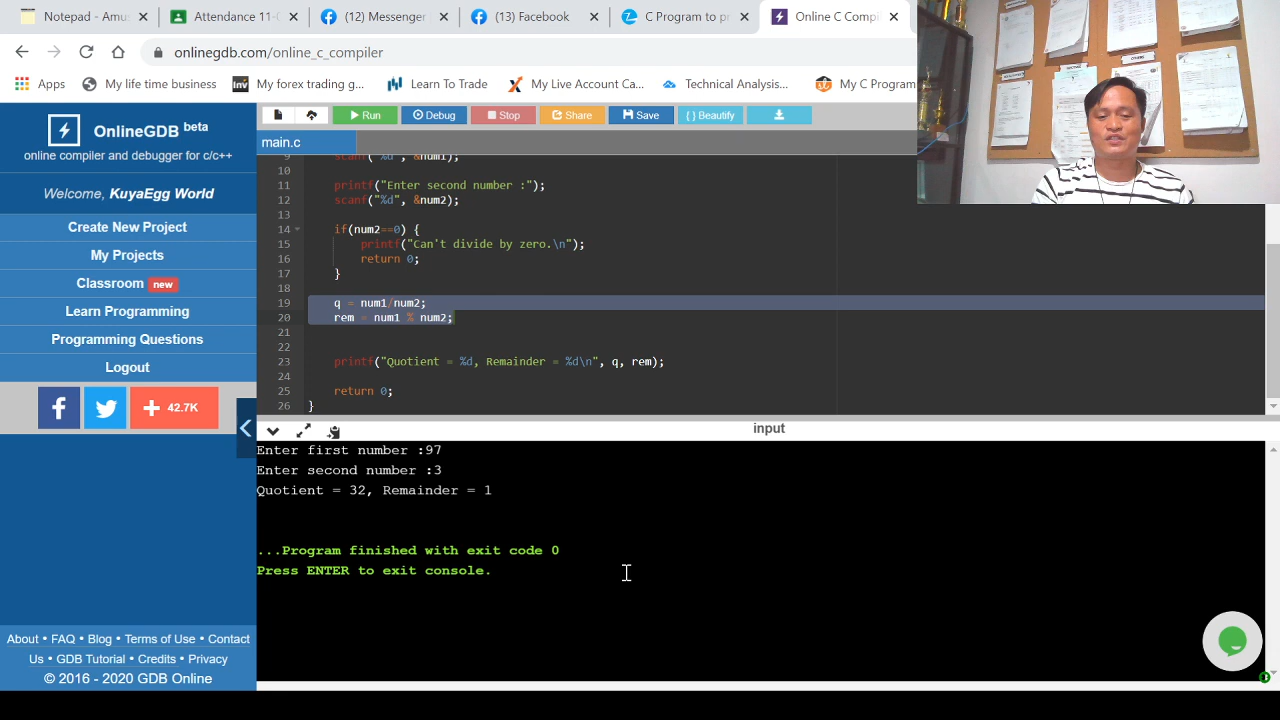 Notepad - Amu
Attendance 11-
(12) Messenger
(13) Facebook
C Program to p
Online C Compi
onlinegdb.com/online_c_compiler
Apps
My life time busines
My forex trading g...
Learn To Trade
My Live Account Ca...
Technical Analysis...
My C Program
Run
Debug
Stop
Share
Save
{ } Beautify
OnlineGDB beta
online compiler and debugger for c/c++
Welcome, KuyaEgg World
Create New Project
My Projects
Classroom new
Learn Programming
Programming Questions
Logout
42.7K
main.c
9 scanf("%d", &num1);
10
11 printf("Enter second number :");
12 scanf("%d", &num2);
13
14 if(num2==0) {
15 printf("Can't divide by zero.\n");
16 return 0;
17 }
18
19 q = num1/num2;
20 rem = num1 % num2;
21
22
23 printf("Quotient = %d, Remainder = %d\n", q, rem);
24
25 return 0;
26 }
input
Enter first number :97
Enter second number :3
Quotient = 32, Remainder = 1
...Program finished with exit code 0
Press ENTER to exit console.
About • FAQ • Blog • Terms of Use • Contact
Us • GDB Tutorial • Credits • Privacy
© 2016 - 2020 GDB Online